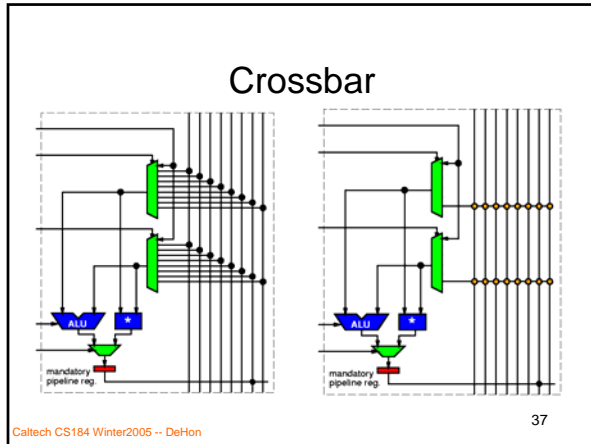 Crossbar
ALU
*
mandatory
pipeline reg.
ALU
*
mandatory
pipeline reg.
Caltech CS184 Winter2005 -- DeHon
37